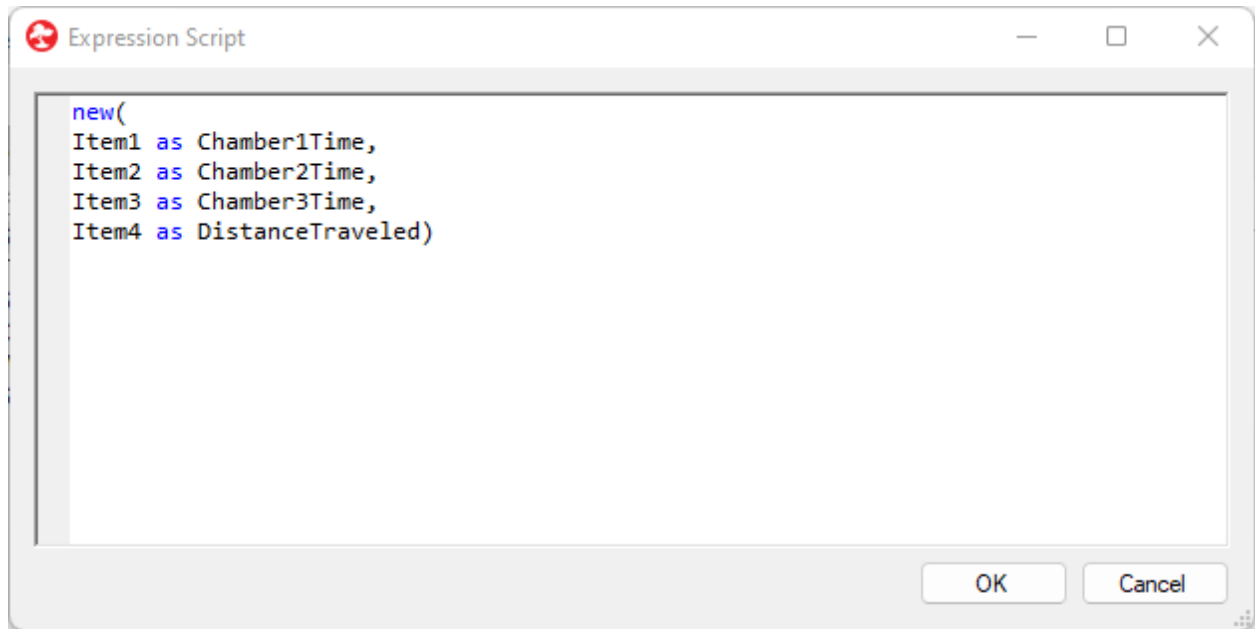 Expression Script
new(
Item1 as Chamber1Time,
Item2 as Chamber2Time,
Item3 as Chamber3Time,
Item4 as DistanceTraveled)
OK
Cancel